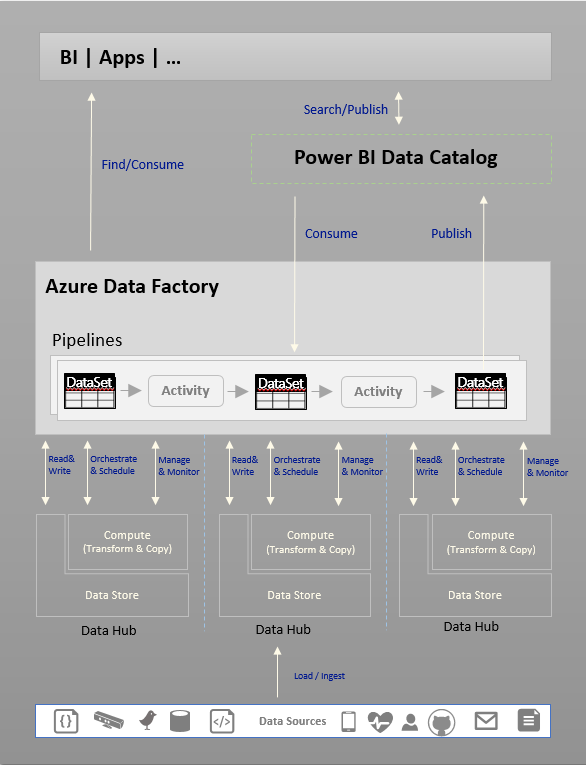 BI | Apps | ...
Search/Publish
Find/Consume
Power BI Data Catalog
Consume
Publish
Azure Data Factory
Pipelines
DataSet
Activity
DataSet
Activity
DataSet
Read&
Write
Orchestrate
& Schedule
Manage
& Monitor
Read&
Write
Orchestrate
& Schedule
Manage
& Monitor
Read&
Write
Orchestrate
& Schedule
Manage
& Monitor
Compute
(Transform & Copy)
Data Store
Data Hub
Compute
(Transform & Copy)
Data Store
Data Hub
Compute
(Transform & Copy)
Data Store
Data Hub
Load / Ingest
{ }
</>
Data Sources